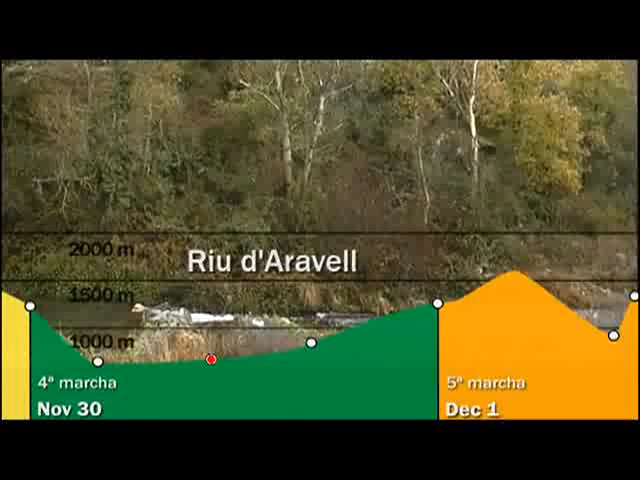 2000 m
Riu d'Aravell
1500 m
1000 m
4ª marcha
Nov 30
5ª marcha
Dec 1